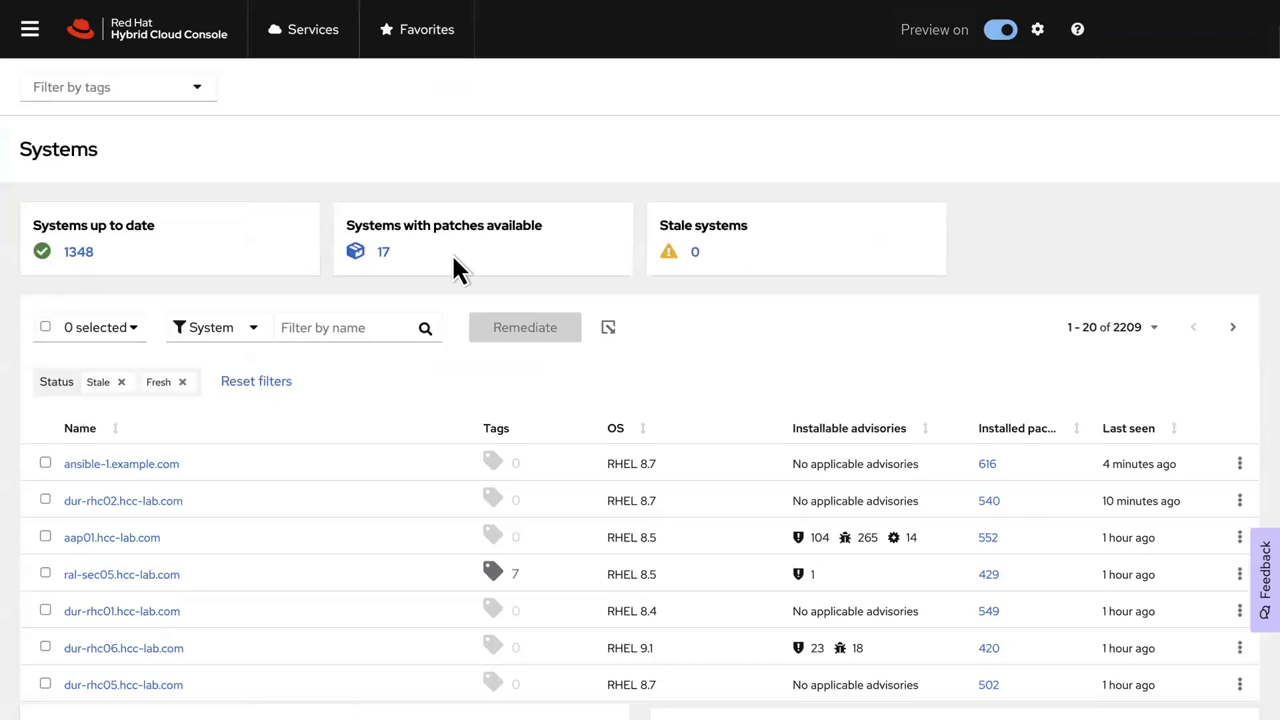 Red Hat
Hybrid Cloud Console
Services
Favorites
Preview on
Filter by tags
Systems
Systems up to date
1348
Systems with patches available
17
Stale systems
0
0 selected
System
Filter by name
Remediate
1 - 20 of 2209
Status Stale Fresh Reset filters
Name Tags OS Installable advisories Installed pac... Last seen
ansible-1.example.com 0 RHEL 8.7 No applicable advisories 616 4 minutes ago
dur-rhc02.hcc-lab.com 0 RHEL 8.7 No applicable advisories 540 10 minutes ago
aap01.hcc-lab.com 0 RHEL 8.5 104 265 14 552 1 hour ago
ral-sec05.hcc-lab.com 7 RHEL 8.5 1 429 1 hour ago
dur-rhc01.hcc-lab.com 0 RHEL 8.4 No applicable advisories 549 1 hour ago
dur-rhc06.hcc-lab.com 0 RHEL 9.1 23 18 420 1 hour ago
dur-rhc05.hcc-lab.com 0 RHEL 8.7 No applicable advisories 502 1 hour ago
Feedback